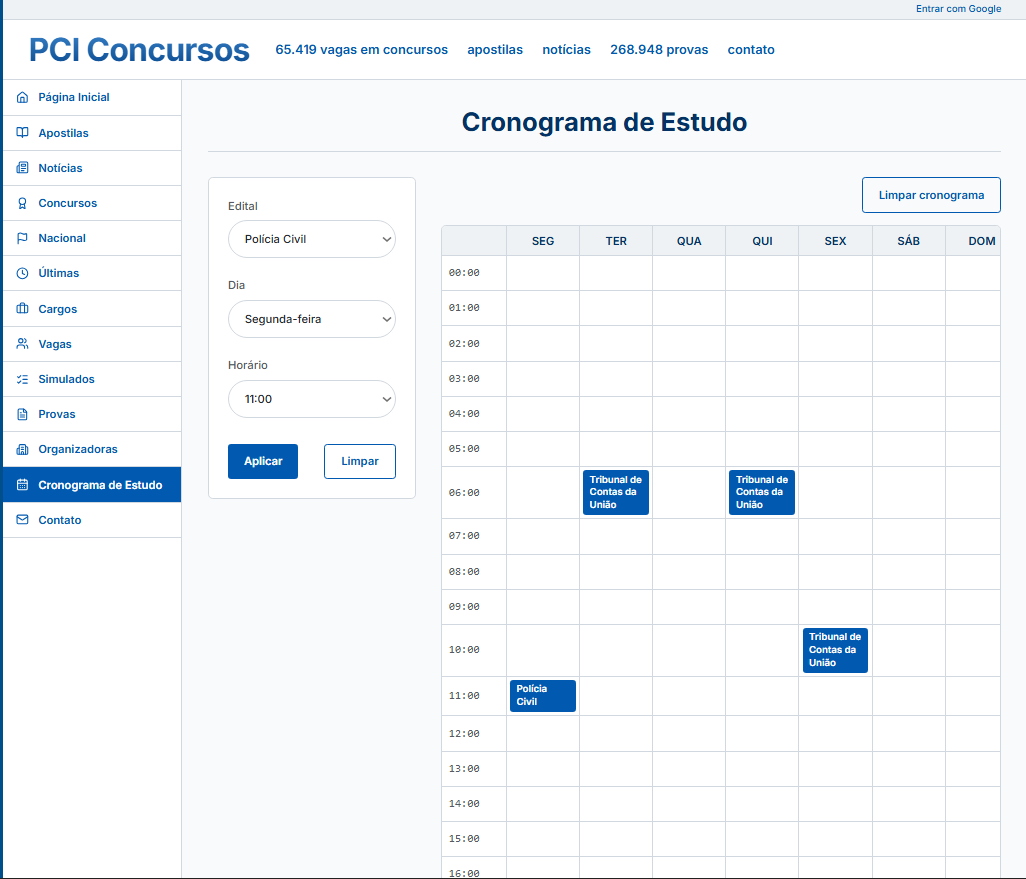 Entrar com Google
PCI Concursos
65.419 vagas em concursos apostilas notícias 268.948 provas contato
Página Inicial
Apostilas
Notícias
Concursos
Nacional
Últimas
Cargos
Vagas
Simulados
Provas
Organizadoras
Cronograma de Estudo
Contato
Cronograma de Estudo
Edital
Polícia Civil
Dia
Segunda-feira
Horário
11:00
Aplicar Limpar
Limpar cronograma
SEG TER QUA QUI SEX SÁB DOM
00:00
01:00
02:00
03:00
04:00
05:00
06:00
Tribunal de
Contas da
União
Tribunal de
Contas da
União
07:00
08:00
09:00
10:00
Tribunal de
Contas da
União
11:00
Polícia
Civil
12:00
13:00
14:00
15:00
16:00